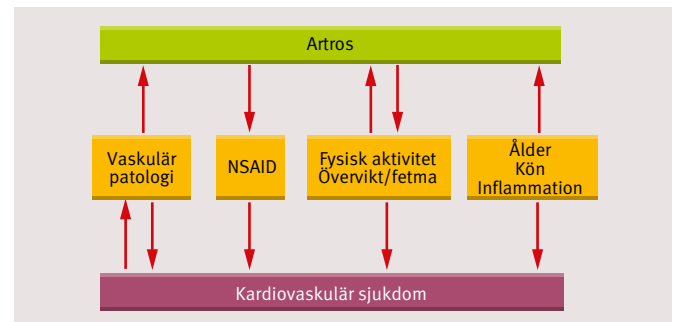 Artros
Vaskulär
patologi
NSAID
Fysisk aktivitet
Övervikt/fetma
Ålder
Kön
Inflammation
Kardiovaskulär sjukdom